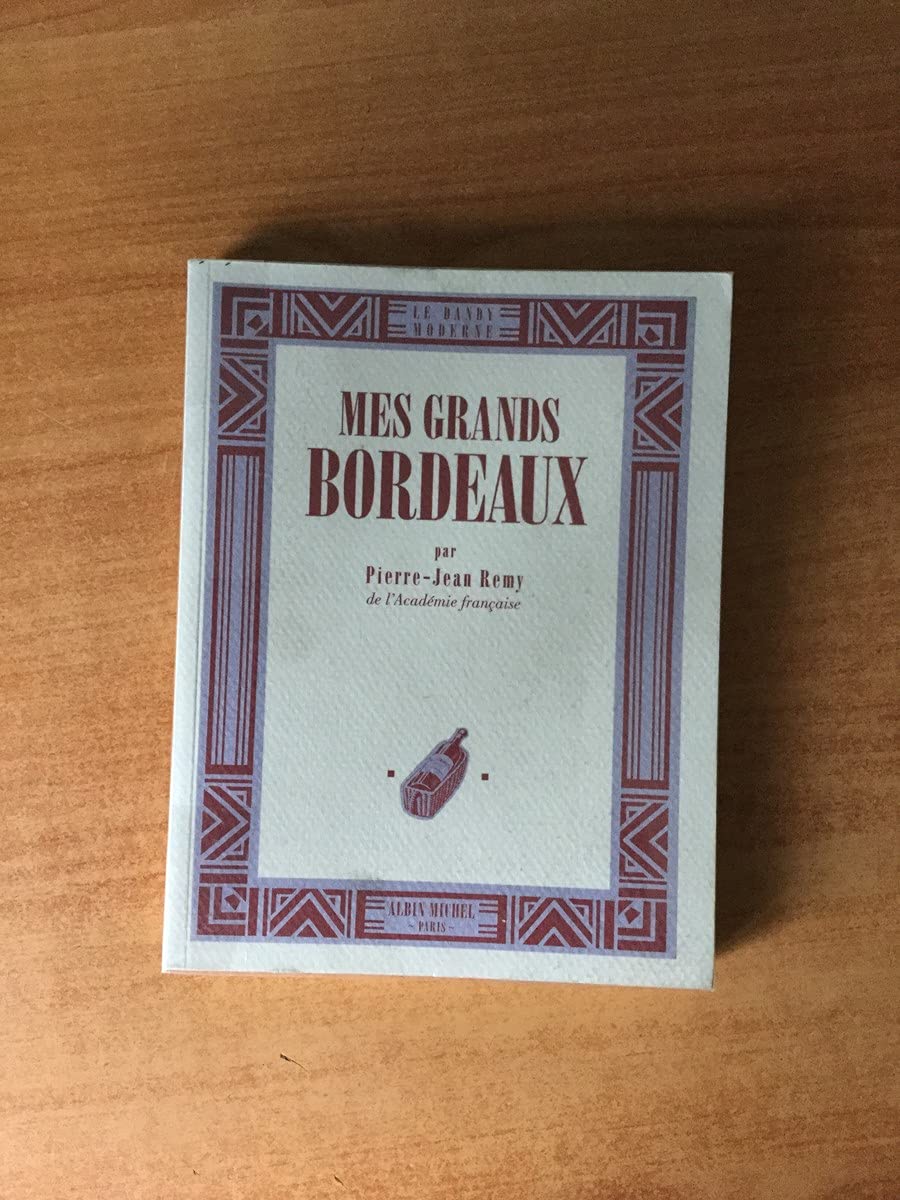 LE DANDY
MODERNE
MES GRANDS
BORDEAUX
par
Pierre-Jean Remy
de l'Académie française
ALBIN MICHEL
~ PARIS ~